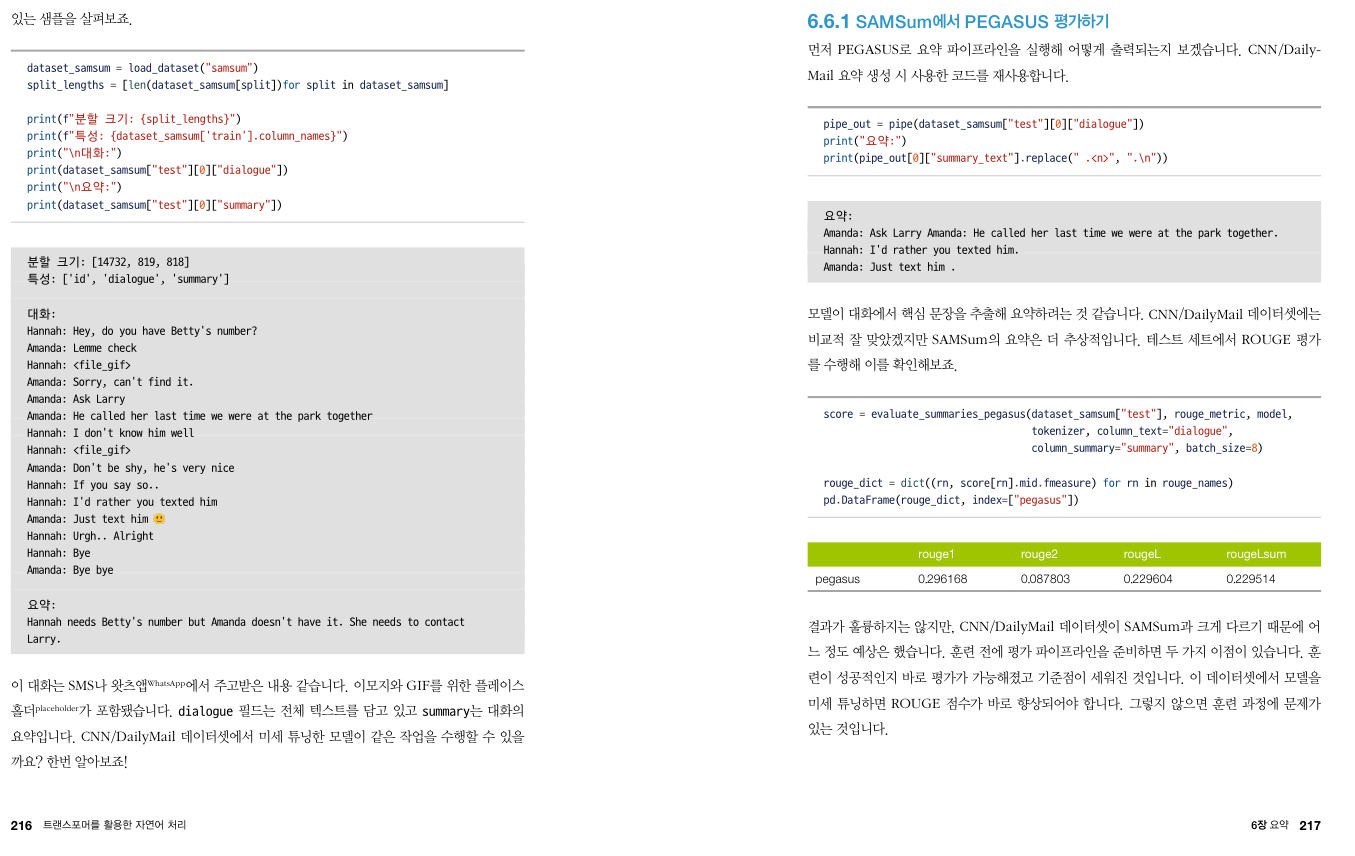 있는 샘플을 살펴보죠.
dataset_samsum = load_dataset("samsum")
split_lengths = [len(dataset_samsum[split])for split in dataset_samsum]
print(f"분할 크기: {split_lengths}")
print(f"특성: {dataset_samsum['train'].column_names}")
print("\n대화:")
print(dataset_samsum["test"][0]["dialogue"])
print("\n요약:")
print(dataset_samsum["test"][0]["summary"])
분할 크기: [14732, 819, 818]
특성: ['id', 'dialogue', 'summary']
대화:
Hannah: Hey, do you have Betty's number?
Amanda: Lemme check
Hannah: <file_gif>
Amanda: Sorry, can't find it.
Amanda: Ask Larry
Amanda: He called her last time we were at the park together
Hannah: I don't know him well
Hannah: <file_gif>
Amanda: Don't be shy, he's very nice
Hannah: If you say so..
Hannah: I'd rather you texted him
Amanda: Just text him 🙂
Hannah: Urgh.. Alright
Hannah: Bye
Amanda: Bye bye
요약:
Hannah needs Betty's number but Amanda doesn't have it. She needs to contact
Larry.
이 대화는 SMS나 왓츠앱WhatsApp에서 주고받은 내용 같습니다. 이모지와 GIF를 위한 플레이스
홀더placeholder가 포함됐습니다. dialogue 필드는 전체 텍스트를 담고 있고 summary는 대화의
요약입니다. CNN/DailyMail 데이터셋에서 미세 튜닝한 모델이 같은 작업을 수행할 수 있을
까요? 한번 알아보죠!
216 트랜스포머를 활용한 자연어 처리
6.6.1 SAMSum에서 PEGASUS 평가하기
먼저 PEGASUS로 요약 파이프라인을 실행해 어떻게 출력되는지 보겠습니다. CNN/Daily-
Mail 요약 생성 시 사용한 코드를 재사용합니다.
pipe_out = pipe(dataset_samsum["test"][0]["dialogue"])
print("요약:")
print(pipe_out[0]["summary_text"].replace(" .<n>", ".\n"))
요약:
Amanda: Ask Larry Amanda: He called her last time we were at the park together.
Hannah: I'd rather you texted him.
Amanda: Just text him .
모델이 대화에서 핵심 문장을 추출해 요약하려는 것 같습니다. CNN/DailyMail 데이터셋에는
비교적 잘 맞았겠지만 SAMSum의 요약은 더 추상적입니다. 테스트 세트에서 ROUGE 평가
를 수행해 이를 확인해보죠.
score = evaluate_summaries_pegasus(dataset_samsum["test"], rouge_metric, model,
tokenizer, column_text="dialogue",
column_summary="summary", batch_size=8)
rouge_dict = dict((rn, score[rn].mid.fmeasure) for rn in rouge_names)
pd.DataFrame(rouge_dict, index=["pegasus"])
rouge1 rouge2 rougeL rougeLsum
pegasus 0.296168 0.087803 0.229604 0.229514
결과가 훌륭하지는 않지만, CNN/DailyMail 데이터셋이 SAMSum과 크게 다르기 때문에 어
느 정도 예상은 했습니다. 훈련 전에 평가 파이프라인을 준비하면 두 가지 이점이 있습니다. 훈
련이 성공적인지 바로 평가가 가능해졌고 기준점이 세워진 것입니다. 이 데이터셋에서 모델을
미세 튜닝하면 ROUGE 점수가 바로 향상되어야 합니다. 그렇지 않으면 훈련 과정에 문제가
있는 것입니다.
6장 요약 217